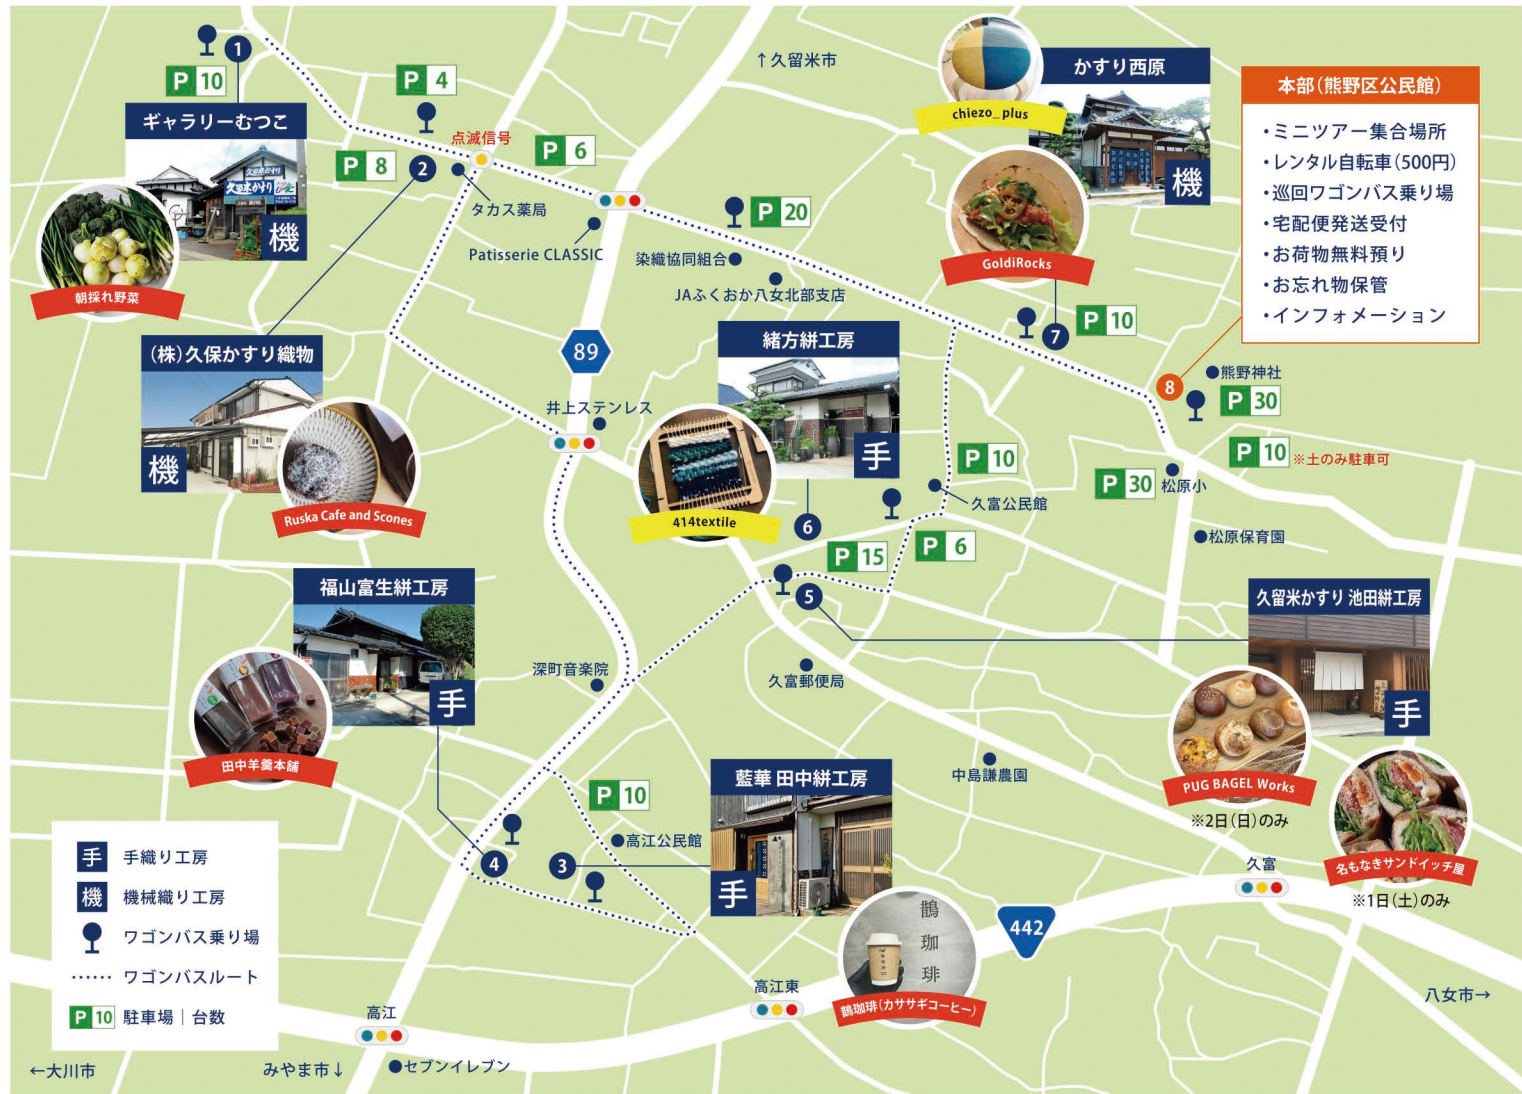 1
P 10
ギャラリーむつこ
久留米かすり
機
朝採れ野菜
P 4
点滅信号
P 8
2
タカス薬局
P 6
Patisserie CLASSIC
↑久留米市
P 20
染織協同組合
JAふくおか八女北部支店
chiezo_plus
かすり西原
機
GoldiRocks
7
P 10
本部(熊野区公民館)
・ミニツアー集合場所
・レンタル自転車(500円)
・巡回ワゴンバス乗り場
・宅配便発送受付
・お荷物無料預り
・お忘れ物保管
・インフォメーション
8
熊野神社
P 30
P 10 ※土のみ駐車可
P 30
松原小
松原保育園
(株)久保かすり織物
機
Ruska Cafe and Scones
89
井上ステンレス
緒方絣工房
手
414textile
6
P 10
久富公民館
P 6
P 15
5
久留米かすり 池田絣工房
手
PUG BAGEL Works
※2日(日)のみ
名もなきサンドイッチ屋
※1日(土)のみ
福山富生絣工房
手
田中羊羹本舗
深町音楽院
久富郵便局
中島謙農園
P 10
高江公民館
4
3
藍華 田中絣工房
手
鵲珈琲
鵲珈琲(カササギコーヒー)
442
久富
高江東
高江
セブンイレブン
八女市→
←大川市
みやま市↓
手 手織り工房
機 機械織り工房
ワゴンバス乗り場
ワゴンバスルート
P 10 駐車場｜台数